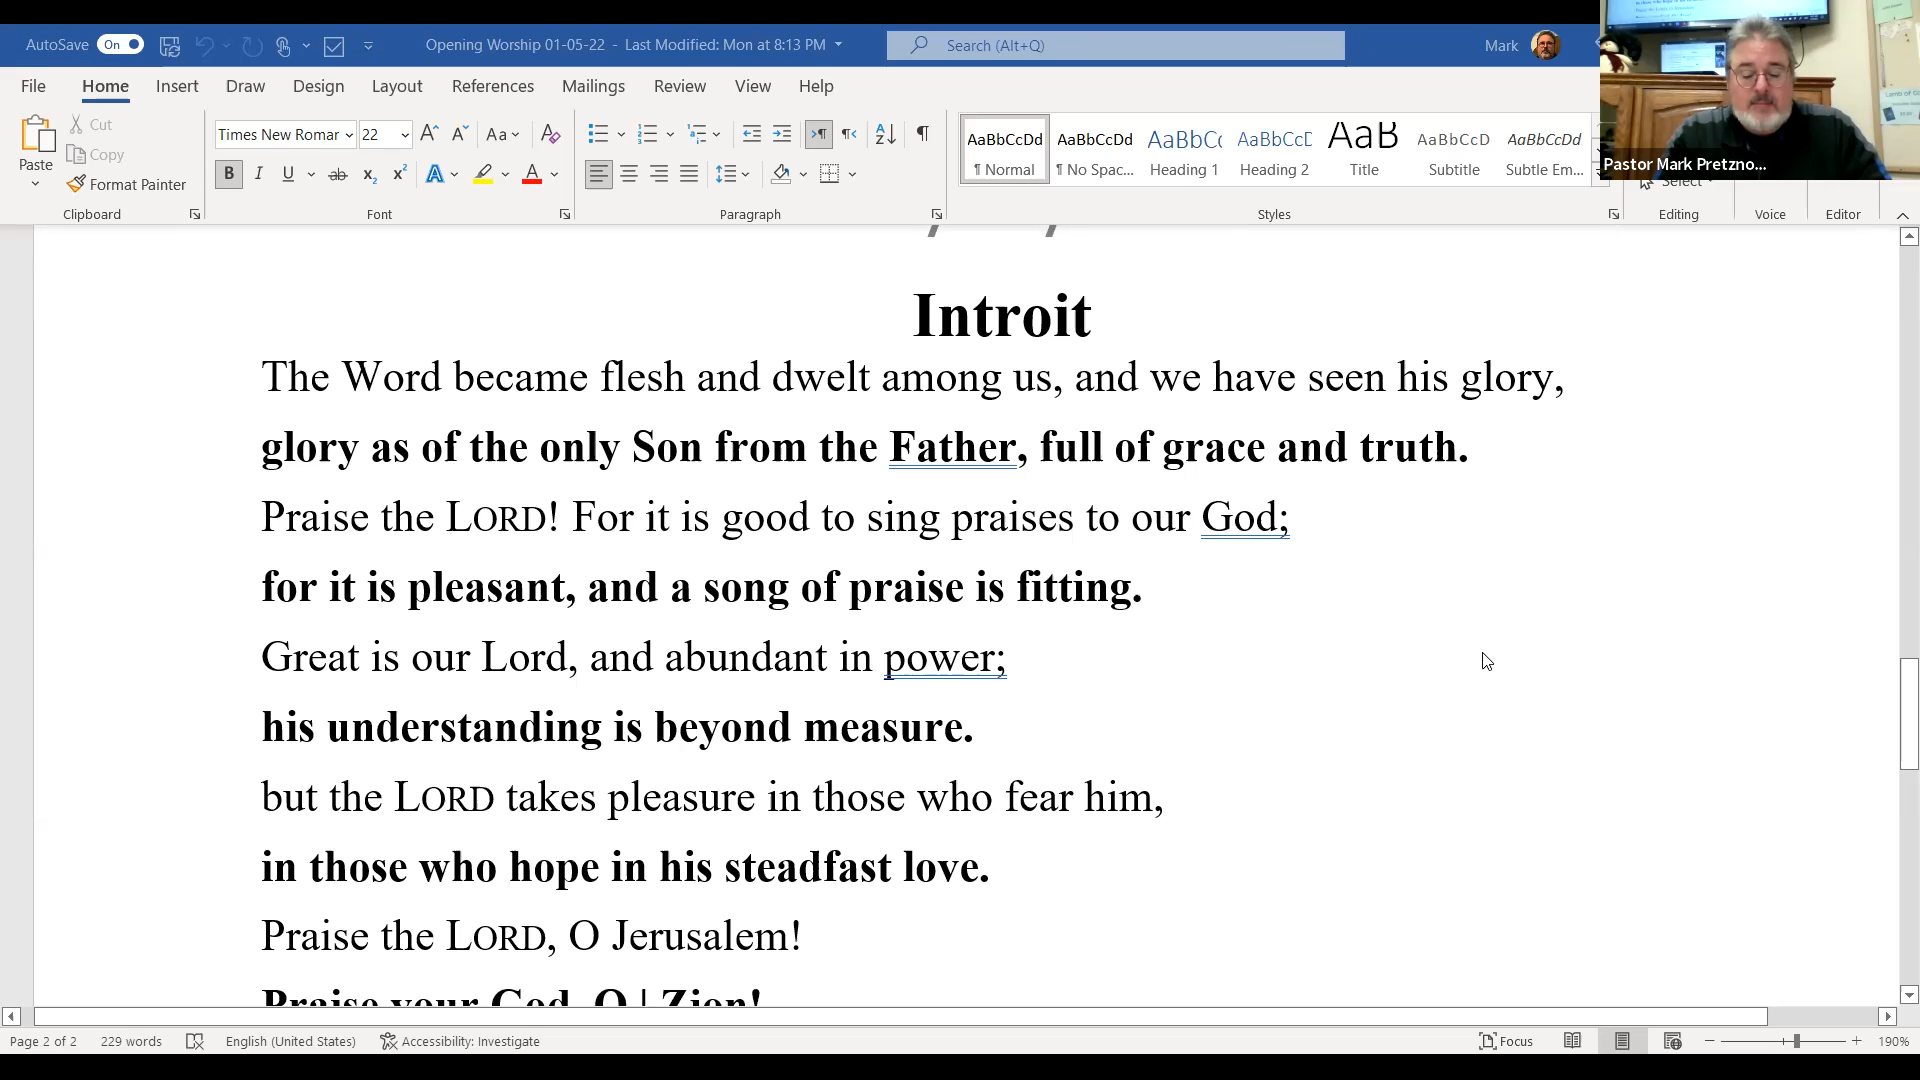 AutoSave On Opening Worship 01-05-22 - Last Modified: Mon at 8:13 PM Search (Alt+Q) Mark
File Home Insert Draw Design Layout References Mailings Review View Help
Paste Cut Copy Format Painter
Clipboard
Times New Roman 22
Font
Paragraph
AaBbCcDd AaBbCcDd AaBbCc AaBbCcD AaB AaBbCcD AaBbCcDd
¶ Normal ¶ No Spac... Heading 1 Heading 2 Title Subtitle Subtle Em...
Styles
Select
Editing Voice Editor
Pastor Mark Pretzno...
Introit
The Word became flesh and dwelt among us, and we have seen his glory,
glory as of the only Son from the Father, full of grace and truth.
Praise the LORD! For it is good to sing praises to our God;
for it is pleasant, and a song of praise is fitting.
Great is our Lord, and abundant in power;
his understanding is beyond measure.
but the LORD takes pleasure in those who fear him,
in those who hope in his steadfast love.
Praise the LORD, O Jerusalem!
Praise your God, O | Zion!
Page 2 of 2 229 words English (United States) Accessibility: Investigate Focus 190%